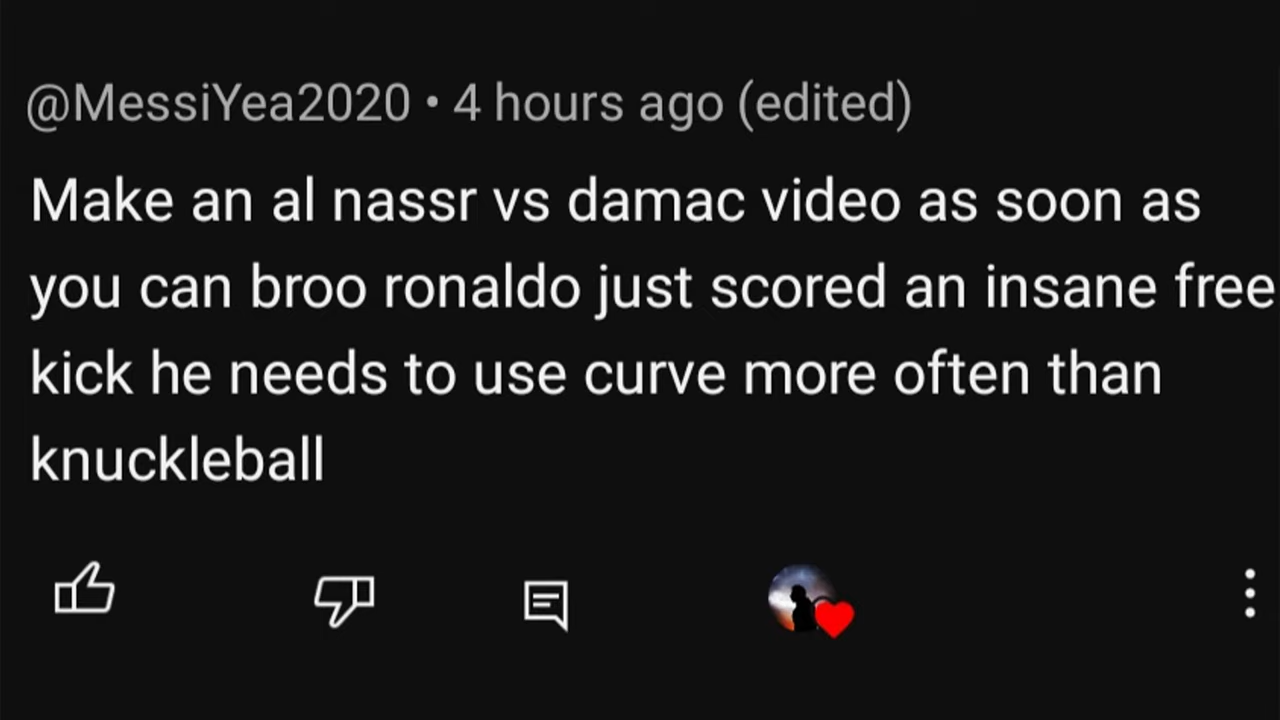 @MessiYea2020 • 4 hours ago (edited)
Make an al nassr vs damac video as soon as
you can broo ronaldo just scored an insane free
kick he needs to use curve more often than
knuckleball